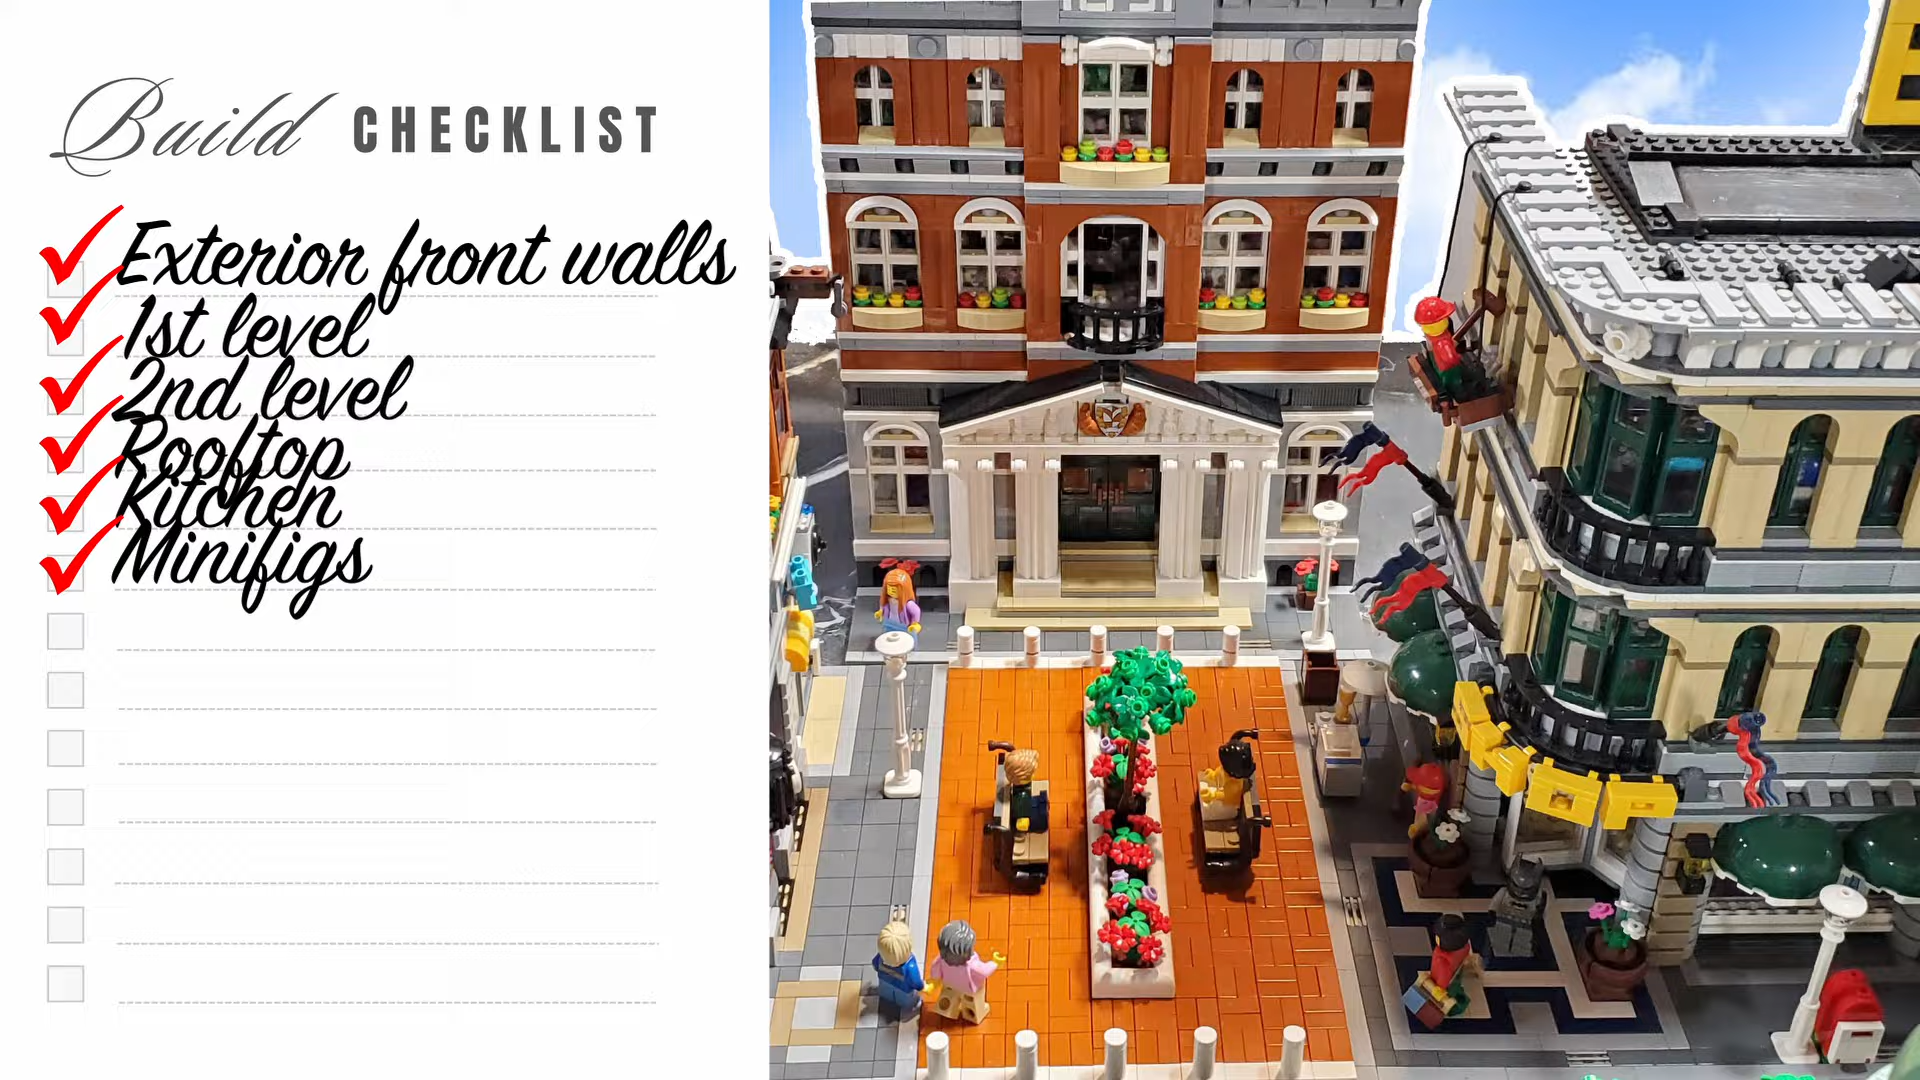 Build CHECKLIST
Exterior front walls
1st level
2nd level
Rooftop
Kitchen
Minifigs